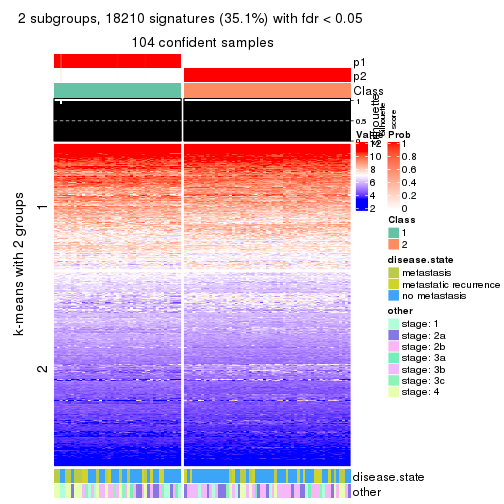 2 subgroups, 18210 signatures (35.1%) with fdr < 0.05
104 confident samples
p1
p2
Class
1
0.5
0
silhouette
score
k-means with 2 groups
1
2
Value
12
10
8
6
4
2
Prob
1
0.8
0.6
0.4
0.2
0
Class
1
2
disease.state
metastasis
metastatic recurrence
no metastasis
other
stage: 1
stage: 2a
stage: 2b
stage: 3a
stage: 3b
stage: 3c
stage: 4
disease.state
other